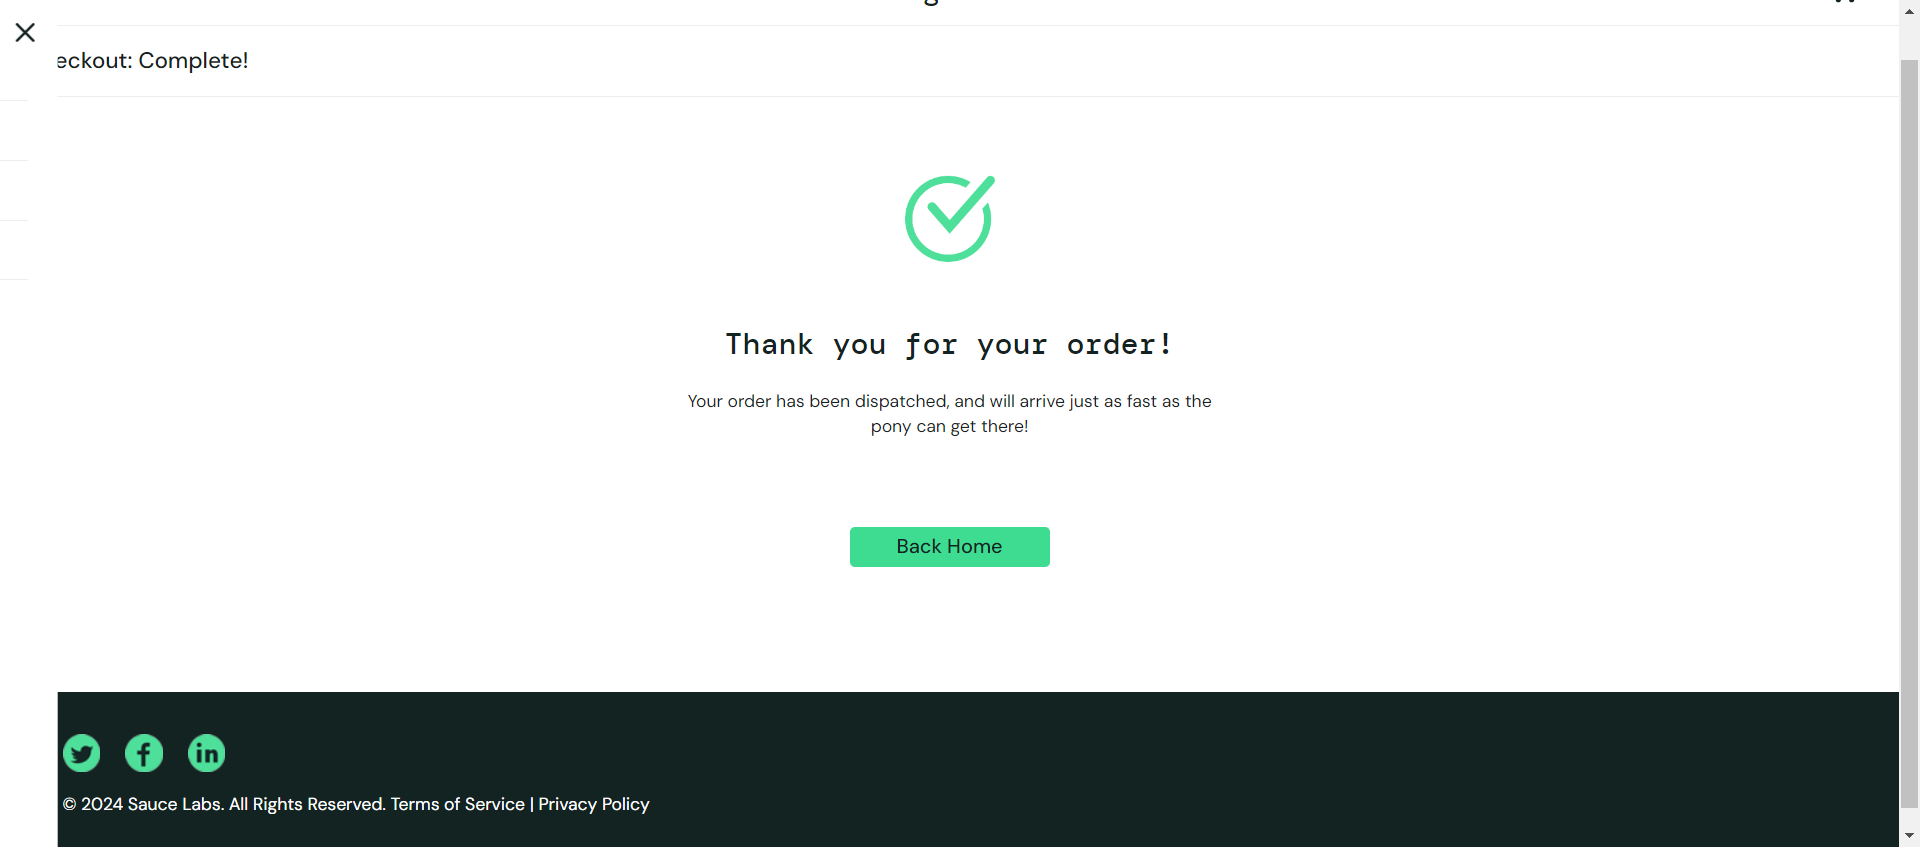 eckout: Complete!
Thank you for your order!
Your order has been dispatched, and will arrive just as fast as the
pony can get there!
Back Home
© 2024 Sauce Labs. All Rights Reserved. Terms of Service | Privacy Policy